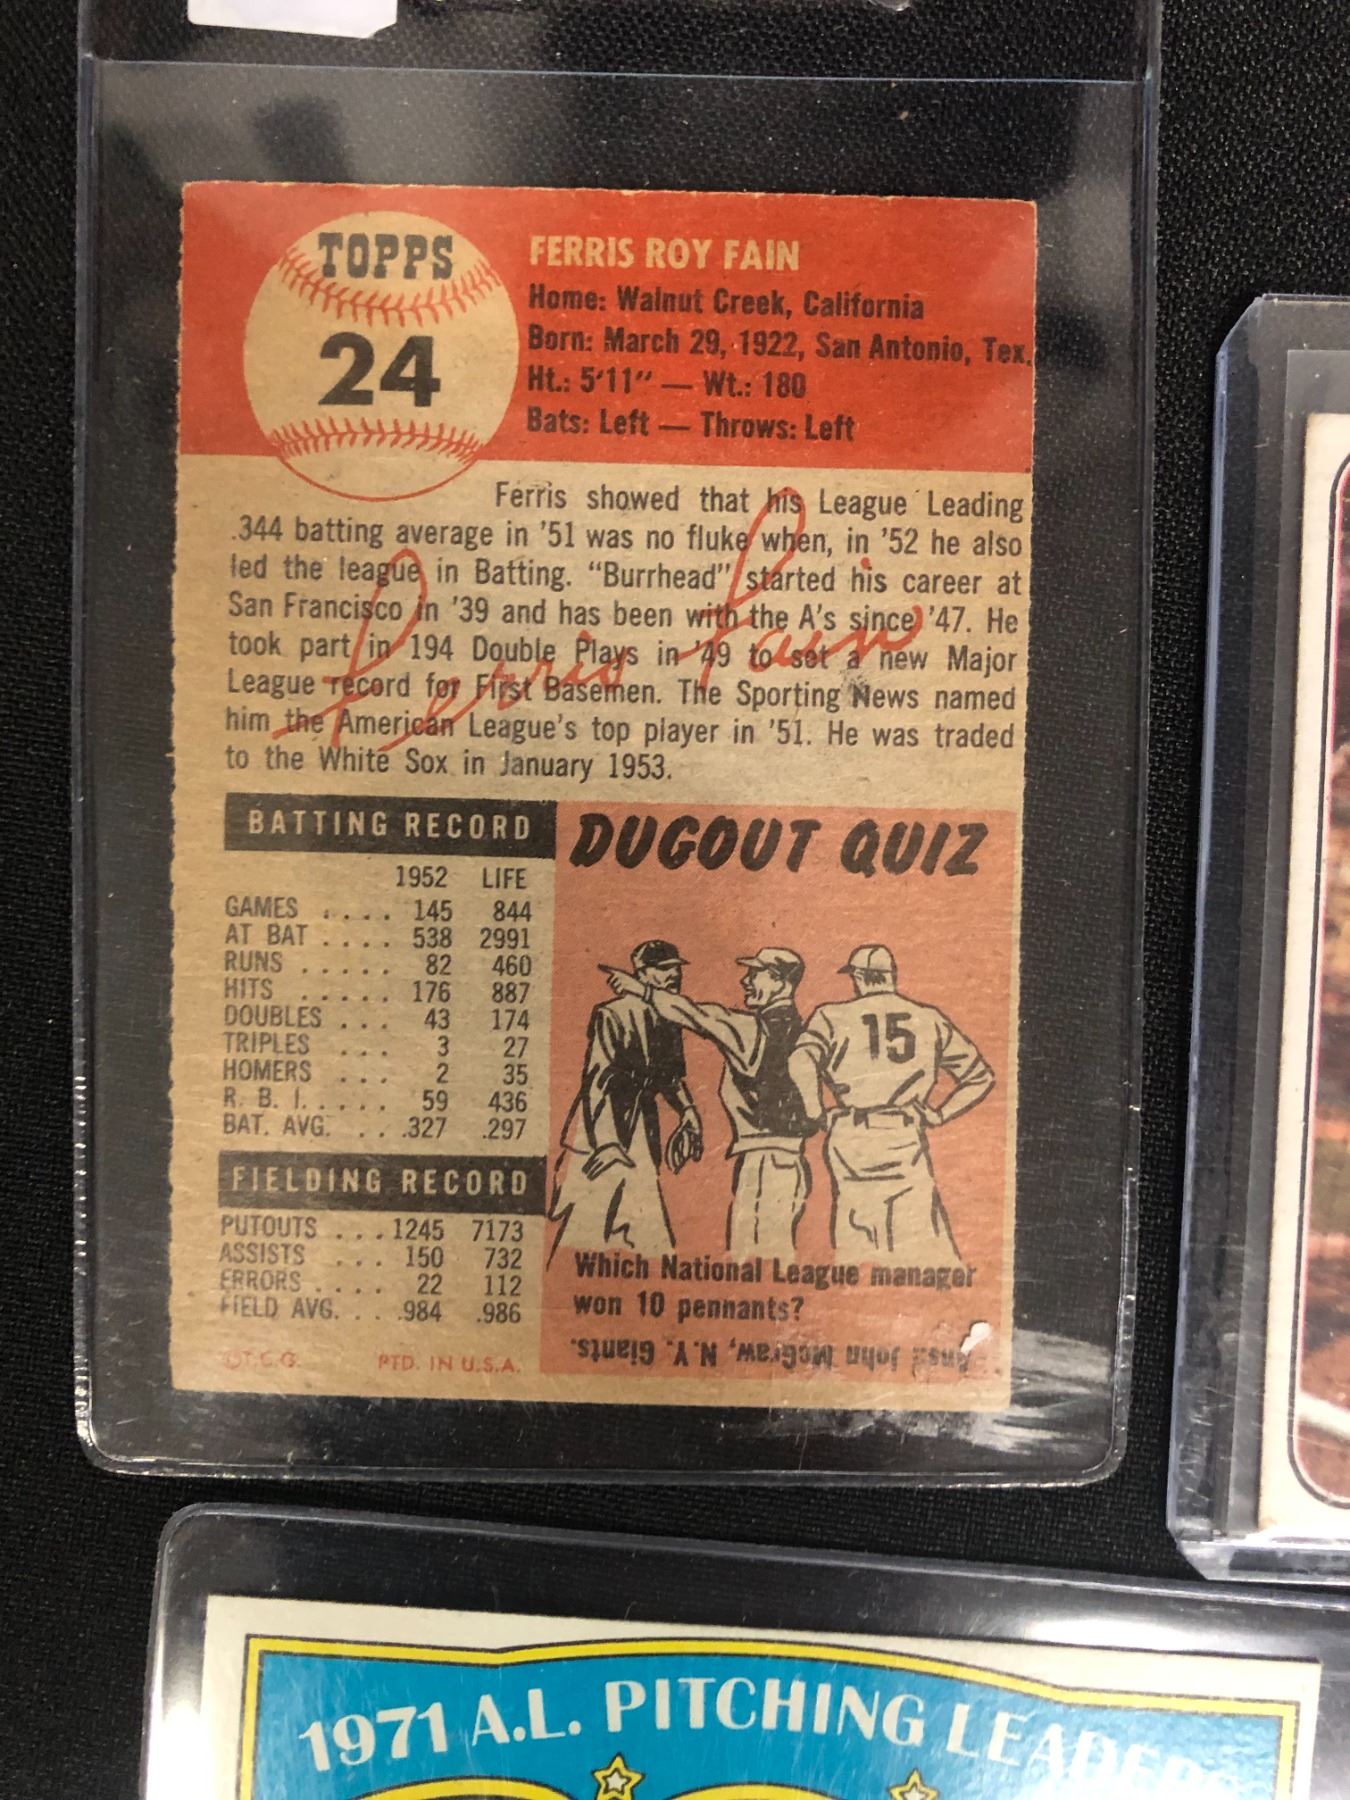 TOPPS
24
FERRIS ROY FAIN
Home: Walnut Creek, California
Born: March 29, 1922, San Antonio, Tex.
Ht.: 5'11" — Wt.: 180
Bats: Left — Throws: Left
Ferris showed that his League Leading
.344 batting average in '51 was no fluke when, in '52 he also
led the league in Batting. "Burrhead" started his career at
San Francisco in '39 and has been with the A's since '47. He
took part in 194 Double Plays in '49 to set a new Major
League record for First Basemen. The Sporting News named
him the American League's top player in '51. He was traded
to the White Sox in January 1953.
Ferris Fain
BATTING RECORD
1952 LIFE
GAMES .... 145 844
AT BAT .... 538 2991
RUNS ..... 82 460
HITS ..... 176 887
DOUBLES ... 43 174
TRIPLES ... 3 27
HOMERS ... 2 35
R. B. I. .... 59 436
BAT. AVG. ... .327 .297
FIELDING RECORD
PUTOUTS ... 1245 7173
ASSISTS ... 150 732
ERRORS .... 22 112
FIELD AVG. ... .984 .986
©T.C.G. PTD. IN U.S.A.
DUGOUT QUIZ
15
Which National League manager
won 10 pennants?
Ans: John McGraw, N.Y. Giants.
1971 A.L. PITCHING LEADERS